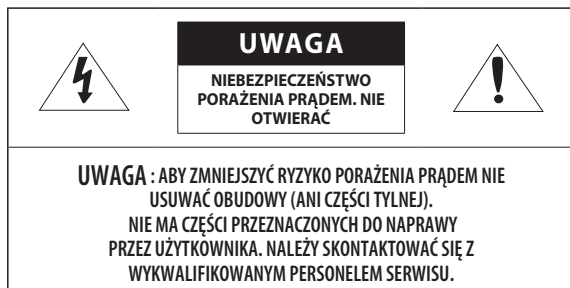 UWAGA
NIEBEZPIECZEŃSTWO
PORAŻENIA PRĄDEM. NIE
OTWIERAĆ
UWAGA : ABY ZMNIEJSZYĆ RYZYKO PORAŻENIA PRĄDEM NIE
USUWAĆ OBUDOWY (ANI CZĘŚCI TYLNEJ).
NIE MA CZĘŚCI PRZEZNACZONYCH DO NAPRAWY
PRZEZ UŻYTKOWNIKA. NALEŻY SKONTAKTOWAĆ SIĘ Z
WYKWALIFIKOWANYM PERSONELEM SERWISU.